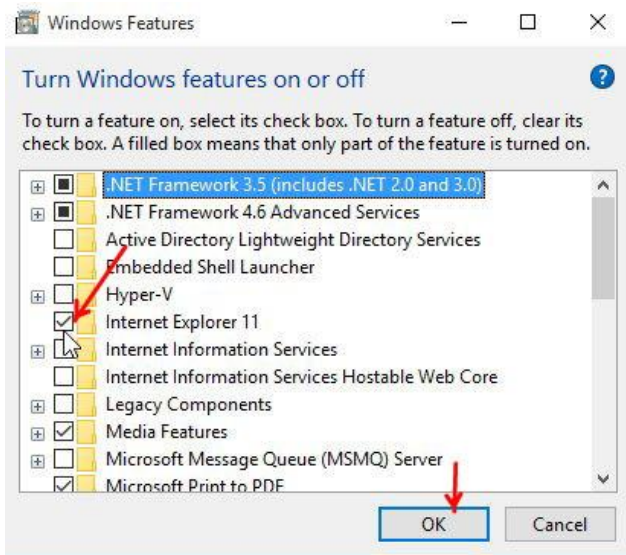 Windows Features
Turn Windows features on or off
?
To turn a feature on, select its check box. To turn a feature off, clear its
check box. A filled box means that only part of the feature is turned on.
.NET Framework 3.5 (includes .NET 2.0 and 3.0)
.NET Framework 4.6 Advanced Services
Active Directory Lightweight Directory Services
Embedded Shell Launcher
Hyper-V
Internet Explorer 11
Internet Information Services
Internet Information Services Hostable Web Core
Legacy Components
Media Features
Microsoft Message Queue (MSMQ) Server
Microsoft Print to PDF
OK
Cancel